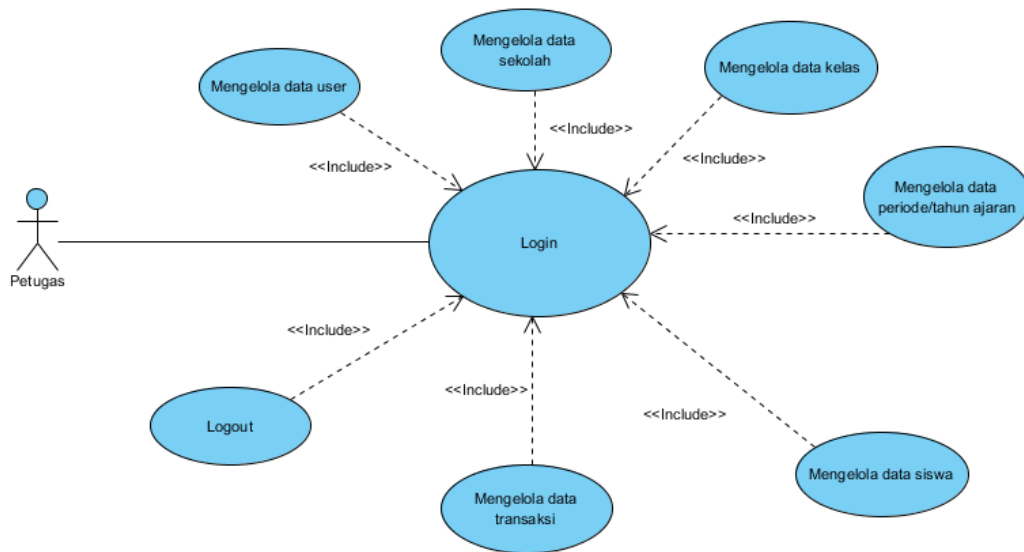 Mengelola data
sekolah
Mengelola data kelas
Mengelola data user
<<Include>>
<<Include>>
<<Include>>
Mengelola data
periode/tahun ajaran
<<Include>>
Login
Petugas
<<Include>>
<<Include>>
<<Include>>
Logout
Mengelola data siswa
Mengelola data
transaksi